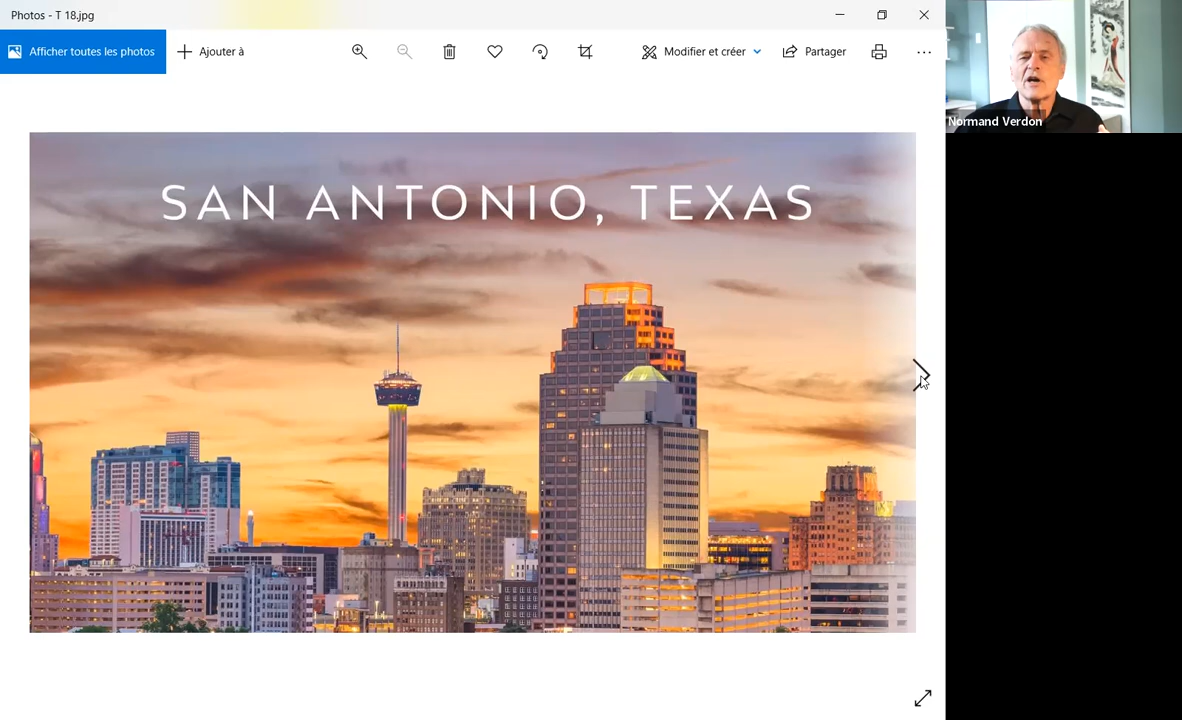 Photos - T 18.jpg
Afficher toutes les photos
Ajouter à
Modifier et créer
Partager
Normand Verdon
SAN ANTONIO, TEXAS